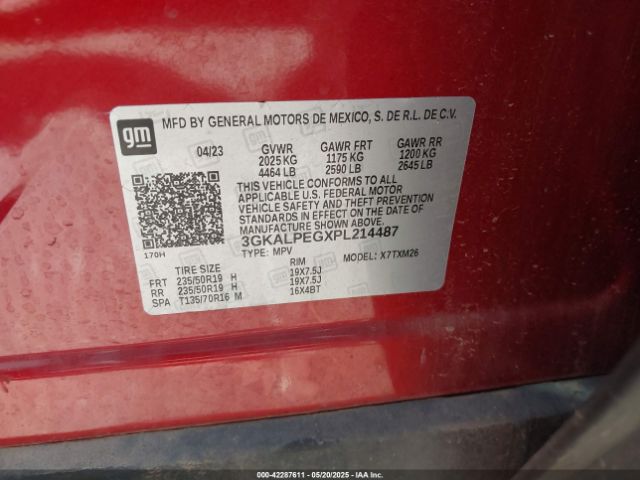 gm
MFD BY GENERAL MOTORS DE MEXICO, S. DE R.L. DE C.V.
04/23 GVWR GAWR FRT GAWR RR
2025 KG 1175 KG 1200 KG
4464 LB 2590 LB 2645 LB
THIS VEHICLE CONFORMS TO ALL
APPLICABLE U.S. FEDERAL MOTOR
VEHICLE SAFETY AND THEFT PREVENTION
STANDARDS IN EFFECT ON THE DATE OF
MANUFACTURE SHOWN ABOVE.
3GKALPEGXPL214487
170H TYPE: MPV MODEL: X7TXM26
TIRE SIZE RIM
FRT 235/50R19 H 19X7.5J
RR 235/50R19 H 19X7.5J
SPA T135/70R16 M 16X4BT
000-42287611 — 05/20/2025 — IAAI.COM